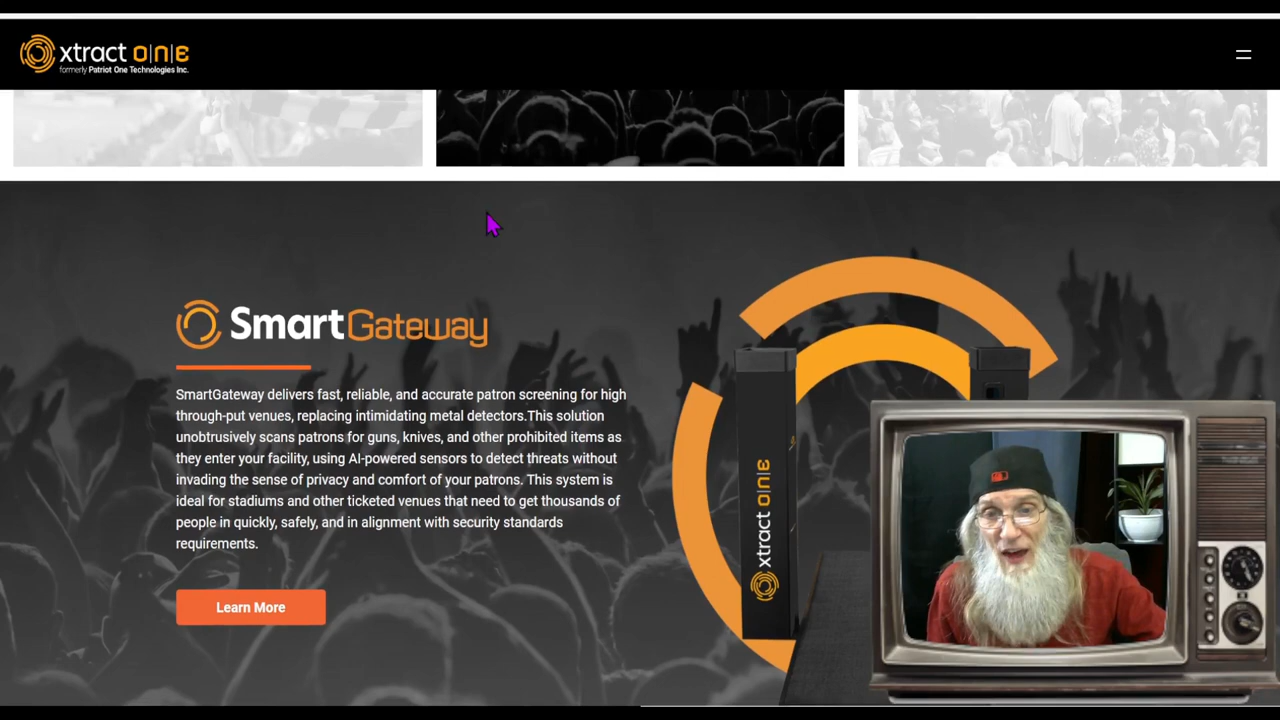 xtract one
formerly Patriot One Technologies Inc.
SmartGateway
SmartGateway delivers fast, reliable, and accurate patron screening for high
through-put venues, replacing intimidating metal detectors.This solution
unobtrusively scans patrons for guns, knives, and other prohibited items as
they enter your facility, using AI-powered sensors to detect threats without
invading the sense of privacy and comfort of your patrons. This system is
ideal for stadiums and other ticketed venues that need to get thousands of
people in quickly, safely, and in alignment with security standards
requirements.
Learn More
xtract one